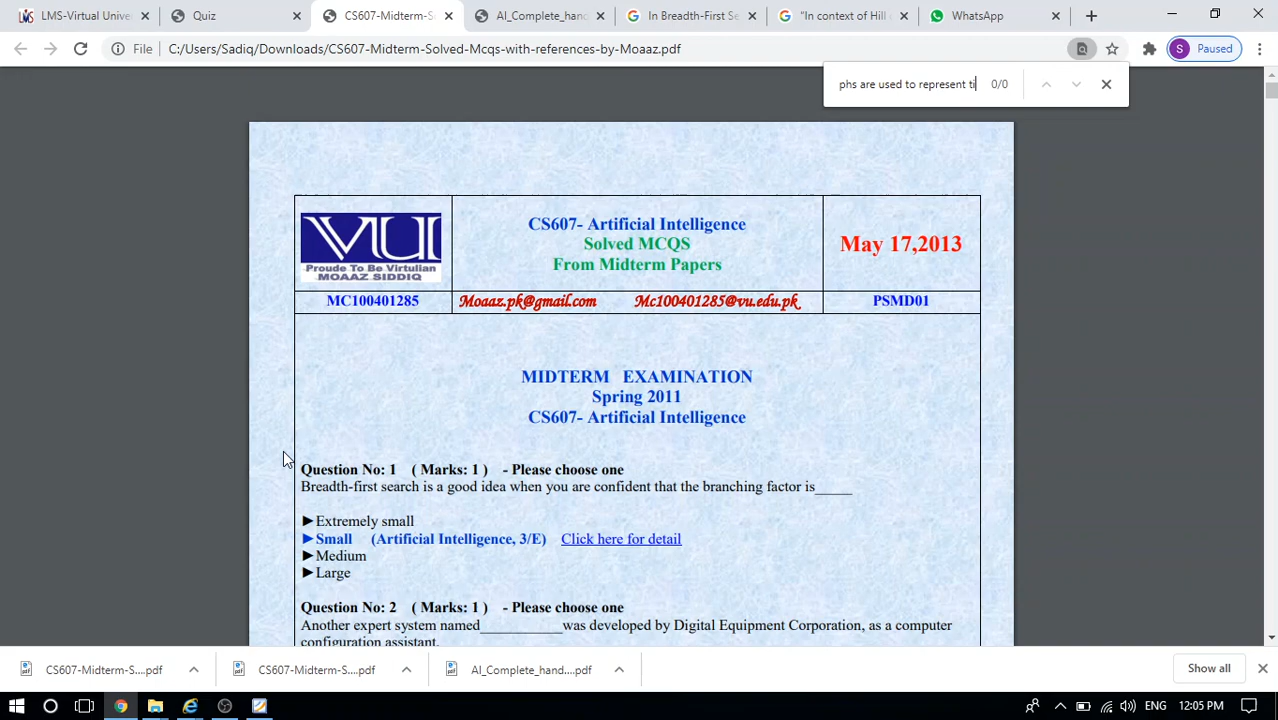 LMS-Virtual Univer
Quiz
CS607-Midterm-S
AI_Complete_hand
In Breadth-First Se
"In context of Hill c
WhatsApp
File
C:/Users/Sadiq/Downloads/CS607-Midterm-Solved-Mcqs-with-references-by-Moaaz.pdf
S
Paused
phs are used to represent ti
0/0
VU
Proude To Be Virtulian
MOAAZ SIDDIQ
CS607- Artificial Intelligence
Solved MCQS
From Midterm Papers
May 17,2013
MC100401285
Moaaz.pk@gmail.com Mc100401285@vu.edu.pk
PSMD01
MIDTERM EXAMINATION
Spring 2011
CS607- Artificial Intelligence
Question No: 1 ( Marks: 1 ) - Please choose one
Breadth-first search is a good idea when you are confident that the branching factor is_____
►Extremely small
►Small (Artificial Intelligence, 3/E) Click here for detail
►Medium
►Large
Question No: 2 ( Marks: 1 ) - Please choose one
Another expert system named___________was developed by Digital Equipment Corporation, as a computer
configuration assistant.
CS607-Midterm-S....pdf
CS607-Midterm-S....pdf
AI_Complete_hand....pdf
Show all
ENG
12:05 PM